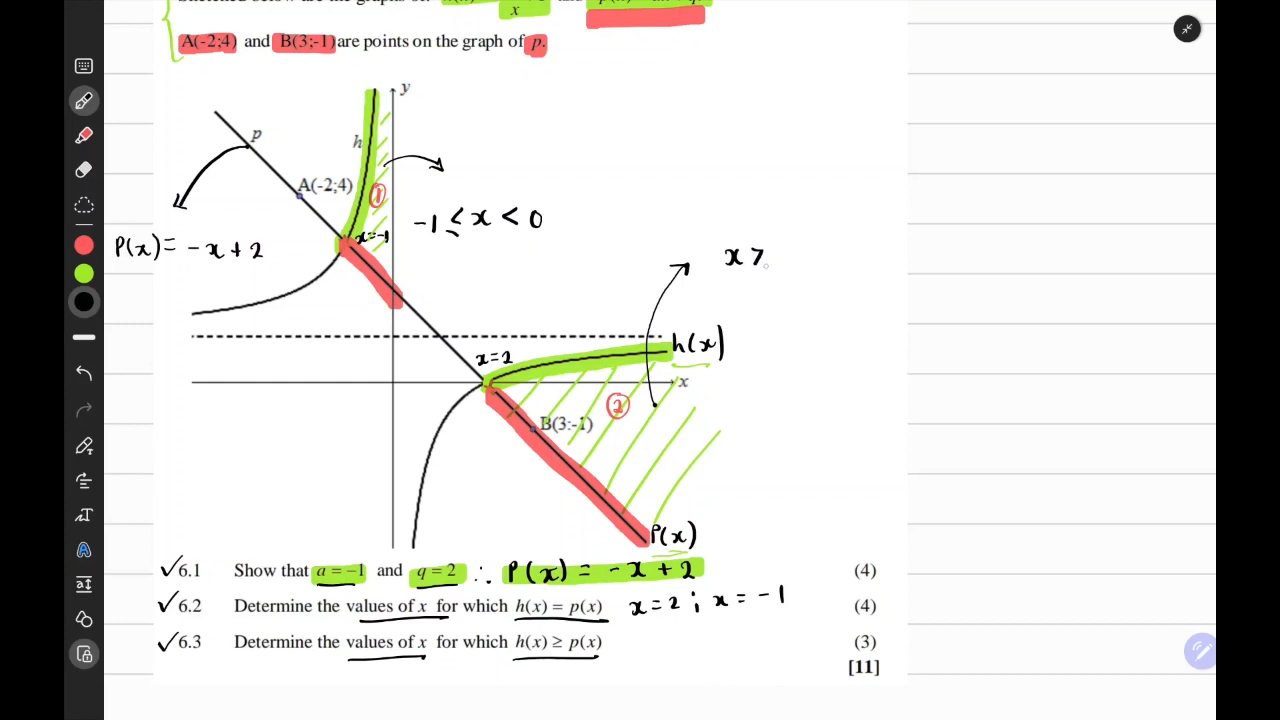 x
A(-2;4) and B(3;-1) are points on the graph of p.
y
p
h
A(-2;4)
1
-1 ≤ x < 0
P(x) = -x + 2
x=-1
x >
h(x)
x=2
x
2
B(3:-1)
P(x)
✓6.1 Show that a = -1 and q = 2 ∴ P(x) = -x + 2 (4)
✓6.2 Determine the values of x for which h(x) = p(x) x = 2 ; x = -1 (4)
✓6.3 Determine the values of x for which h(x) ≥ p(x) (3)
[11]